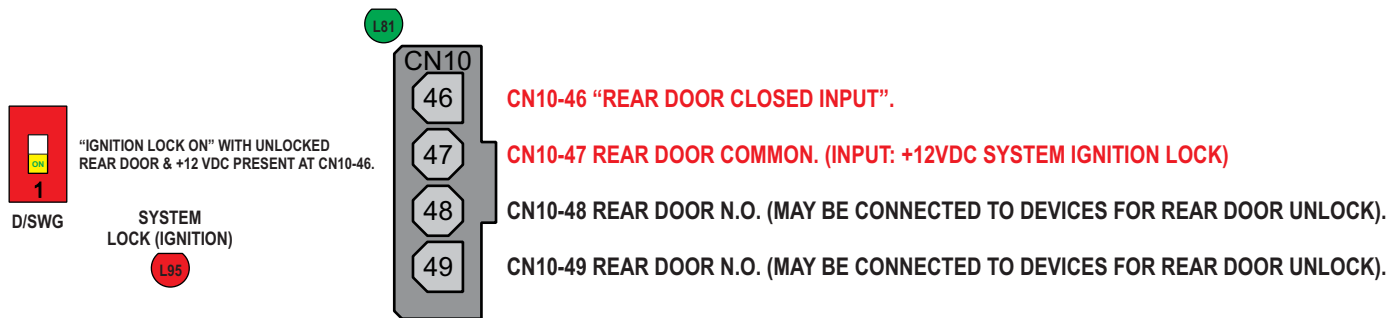 L81
CN10
46
CN10-46 “REAR DOOR CLOSED INPUT”.
ON
1
D/SWG
“IGNITION LOCK ON” WITH UNLOCKED
REAR DOOR & +12 VDC PRESENT AT CN10-46.
47
CN10-47 REAR DOOR COMMON. (INPUT: +12VDC SYSTEM IGNITION LOCK)
SYSTEM
LOCK (IGNITION)
L95
48
CN10-48 REAR DOOR N.O. (MAY BE CONNECTED TO DEVICES FOR REAR DOOR UNLOCK).
49
CN10-49 REAR DOOR N.O. (MAY BE CONNECTED TO DEVICES FOR REAR DOOR UNLOCK).